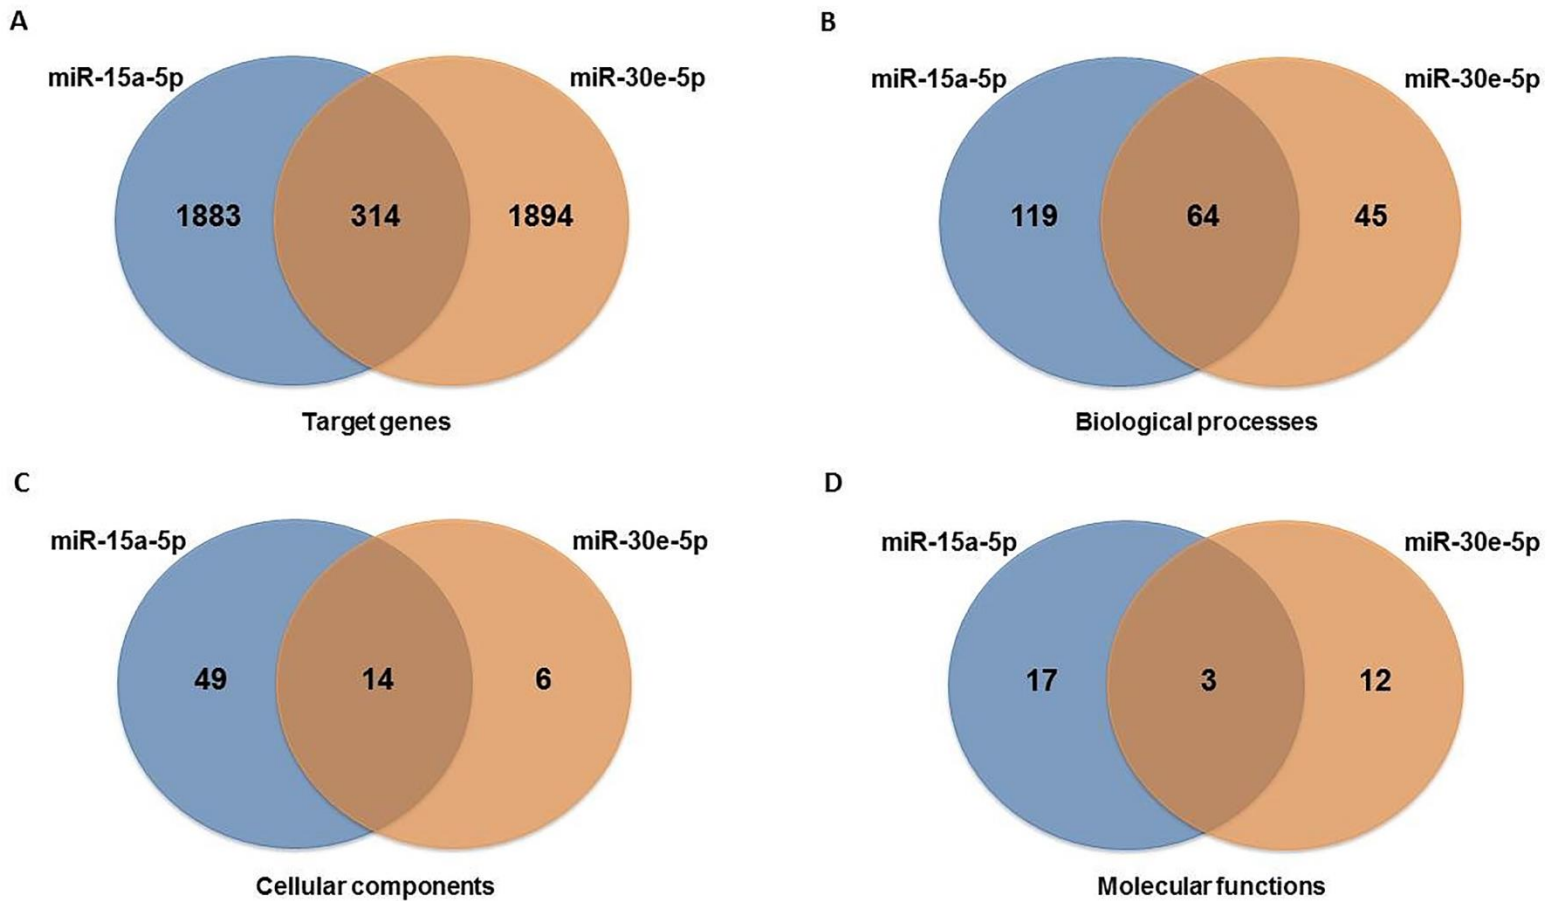 A
miR-15a-5p
miR-30e-5p
1883
314
1894
Target genes
B
miR-15a-5p
miR-30e-5p
119
64
45
Biological processes
C
miR-15a-5p
miR-30e-5p
49
14
6
Cellular components
D
miR-15a-5p
miR-30e-5p
17
3
12
Molecular functions